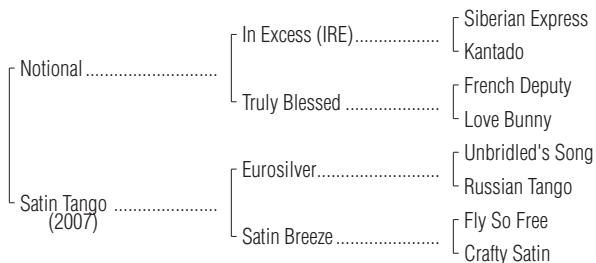 Siberian Express
In Excess (IRE)..................
Kantado
Notional ............................
French Deputy
Truly Blessed ....................
Love Bunny
Unbridled's Song
Eurosilver..........................
Russian Tango
Satin Tango ......................
(2007)
Fly So Free
Satin Breeze ......................
Crafty Satin